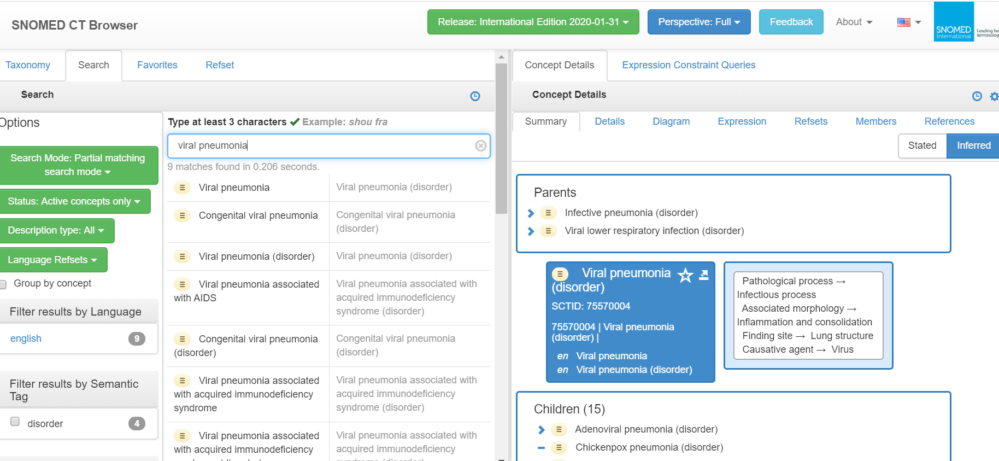 SNOMED CT Browser
Release: International Edition 2020-01-31
Perspective: Full
Feedback
About
SNOMED
International
Leading he
terminolog
Taxonomy
Search
Favorites
Refset
Search
Options
Search Mode: Partial matching
search mode
Status: Active concepts only
Description type: All
Language Refsets
Group by concept
Filter results by Language
english
9
Filter results by Semantic
Tag
disorder
4
Type at least 3 characters Example: shou fra
viral pneumonia
9 matches found in 0.206 seconds.
Viral pneumonia
Viral pneumonia (disorder)
Congenital viral pneumonia
Congenital viral pneumonia
(disorder)
Viral pneumonia (disorder)
Viral pneumonia (disorder)
Viral pneumonia associated
with AIDS
Viral pneumonia associated with
acquired immunodeficiency
syndrome (disorder)
Congenital viral pneumonia
(disorder)
Congenital viral pneumonia
(disorder)
Viral pneumonia associated
with acquired immunodeficiency
syndrome
Viral pneumonia associated with
acquired immunodeficiency
syndrome (disorder)
Viral pneumonia associated
with acquired immunodeficiency
Viral pneumonia associated with
acquired immunodeficiency
Concept Details
Expression Constraint Queries
Concept Details
Summary
Details
Diagram
Expression
Refsets
Members
References
Stated
Inferred
Parents
Infective pneumonia (disorder)
Viral lower respiratory infection (disorder)
Viral pneumonia
(disorder)
SCTID: 75570004
75570004 | Viral pneumonia
(disorder) |
en Viral pneumonia
en Viral pneumonia (disorder)
Pathological process →
Infectious process
Associated morphology →
Inflammation and consolidation
Finding site → Lung structure
Causative agent → Virus
Children (15)
Adenoviral pneumonia (disorder)
Chickenpox pneumonia (disorder)